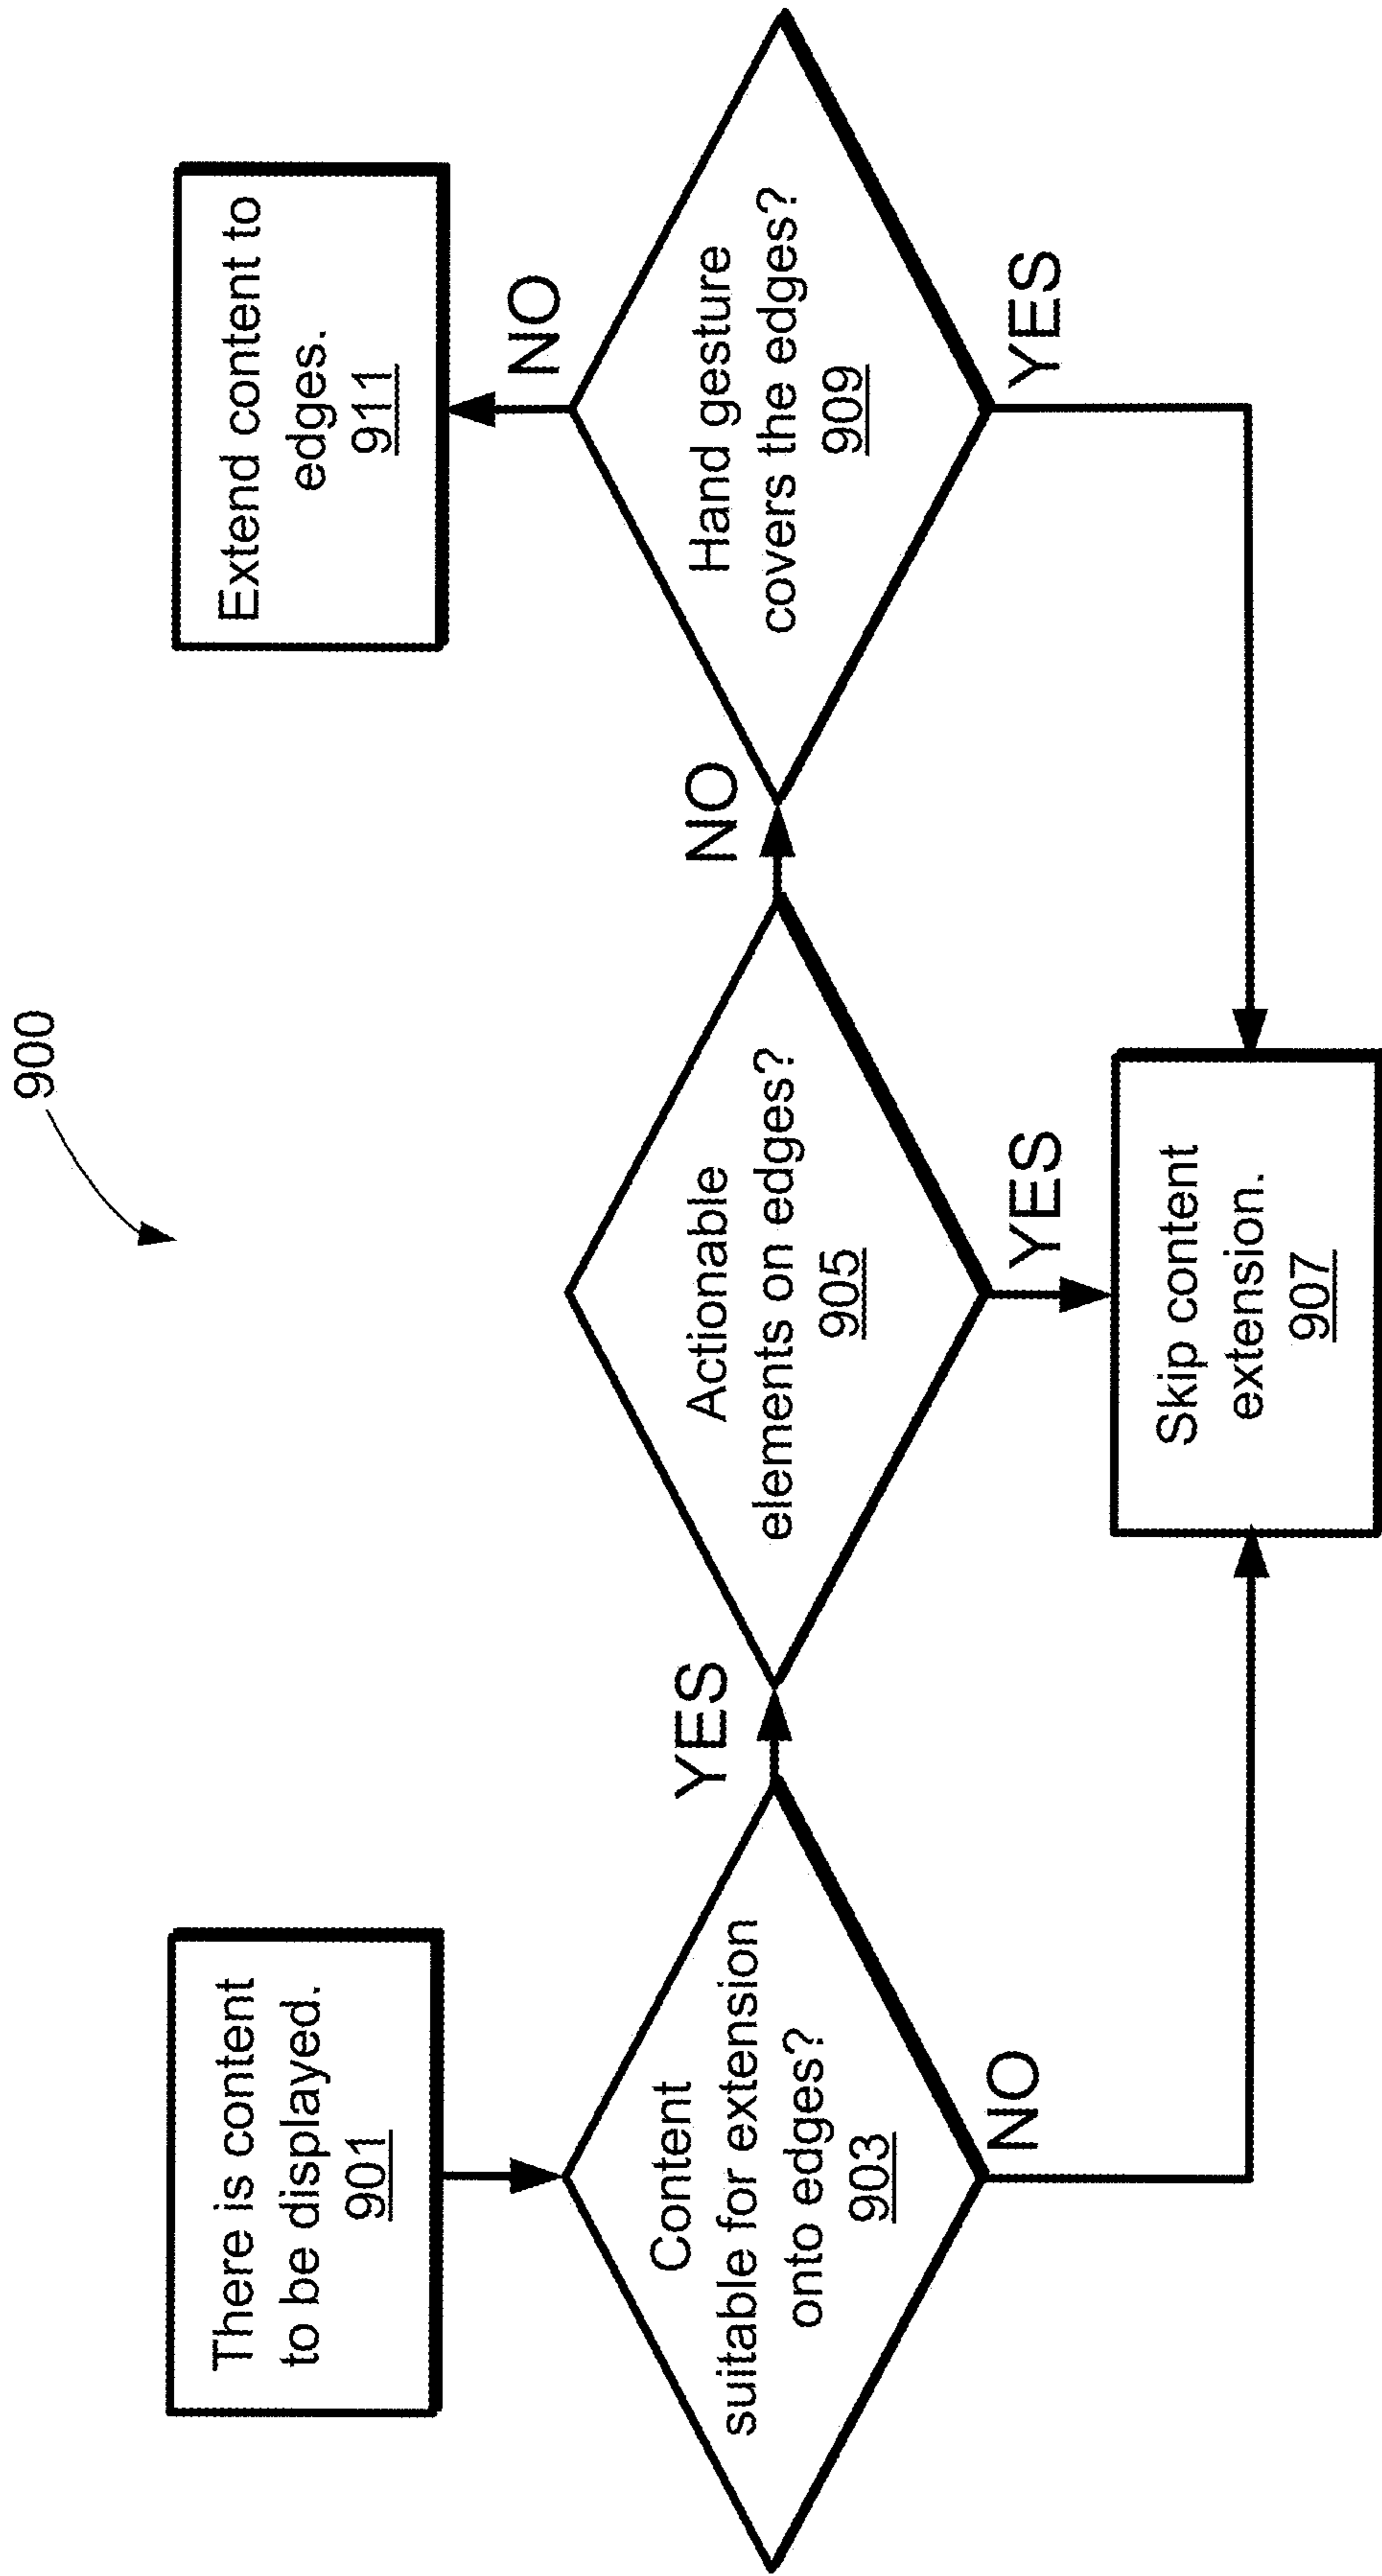 900
There is content
to be displayed.
901
Extend content to
edges.
911
Content
suitable for extension
onto edges?
903
YES
NO
Actionable
elements on edges?
905
NO
YES
Hand gesture
covers the edges?
909
NO
YES
Skip content
extension.
907